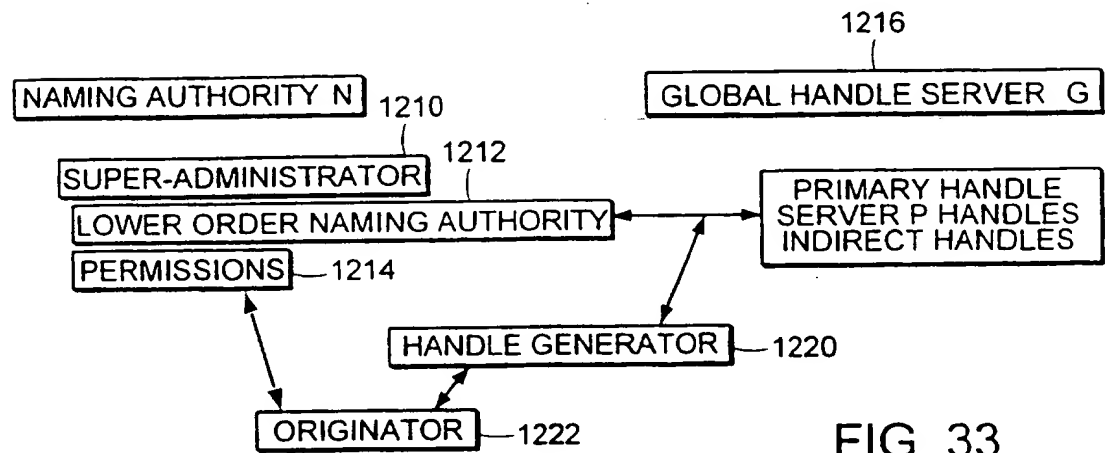 1216
NAMING AUTHORITY N
GLOBAL HANDLE SERVER G
1210
1212
SUPER-ADMINISTRATOR
LOWER ORDER NAMING AUTHORITY
PRIMARY HANDLE
SERVER P HANDLES
INDIRECT HANDLES
PERMISSIONS
1214
HANDLE GENERATOR
1220
ORIGINATOR
1222
FIG. 33